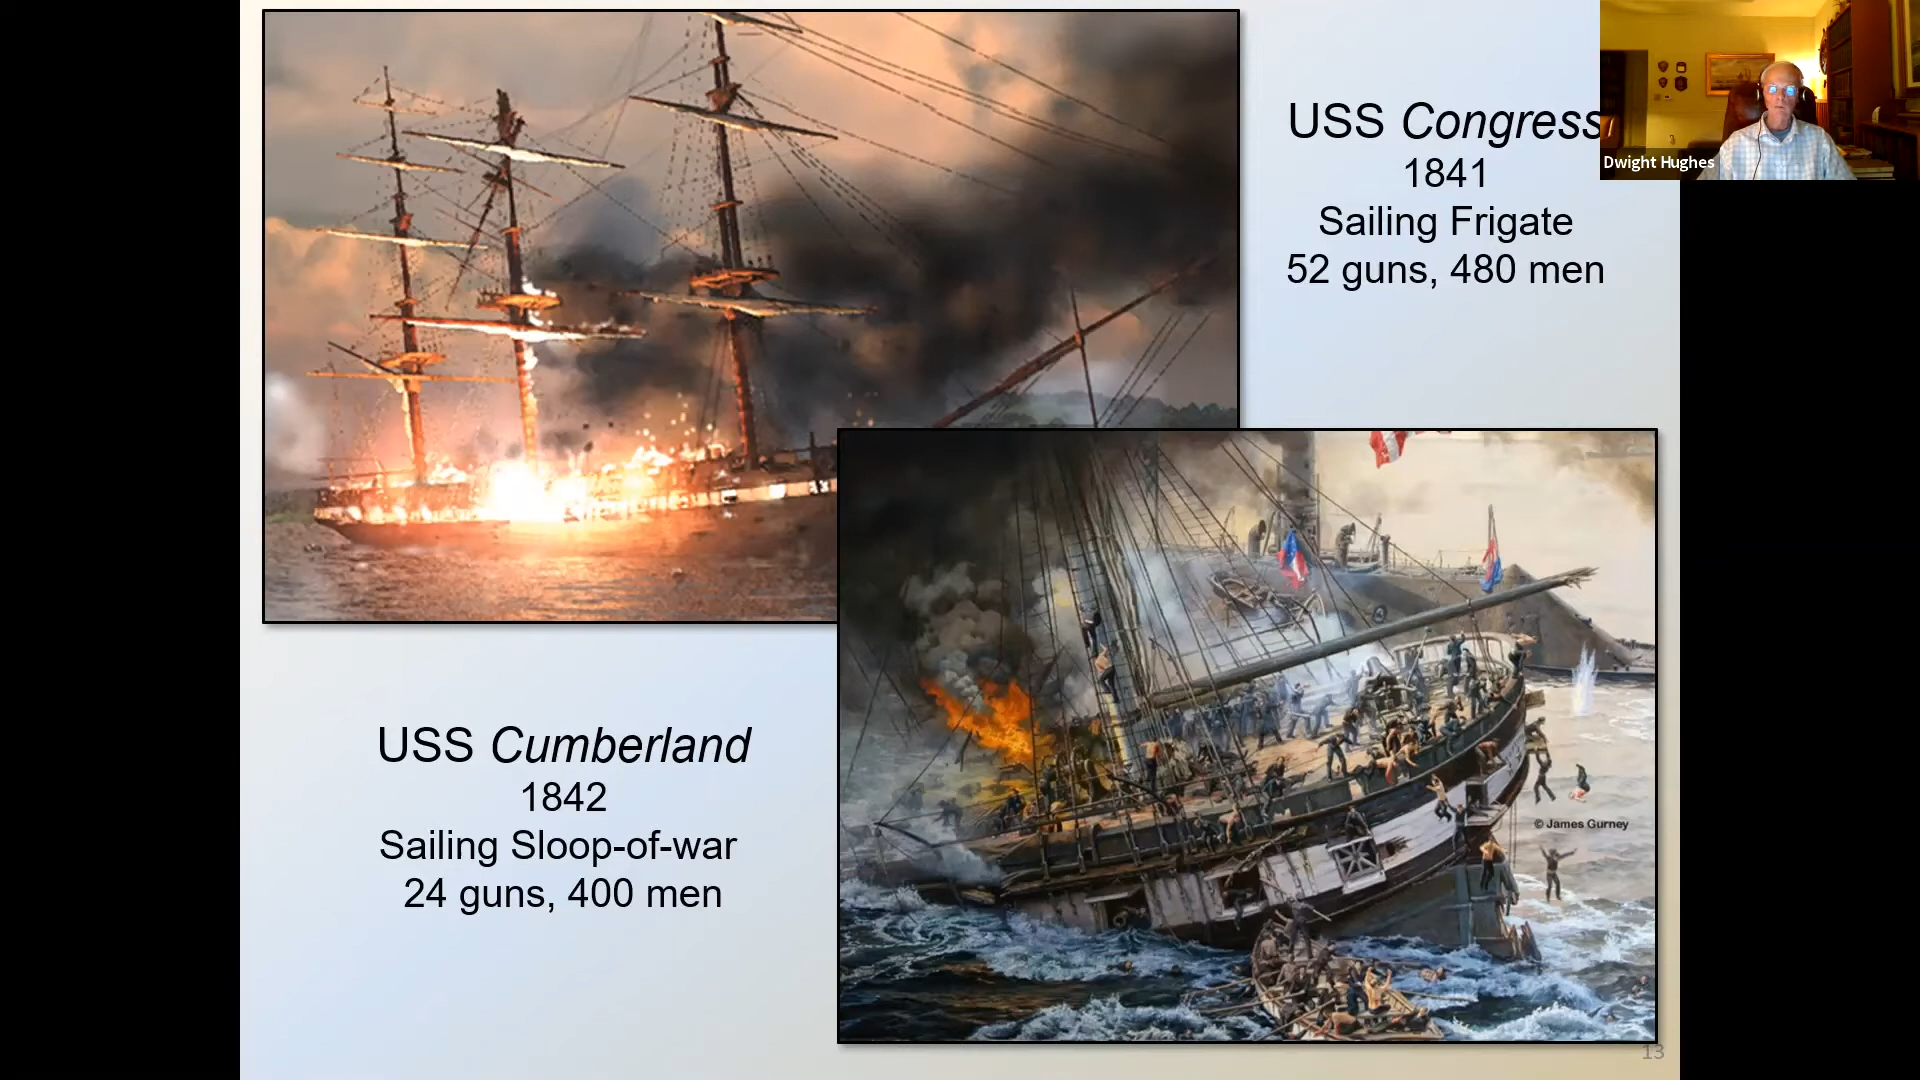 USS Congress
1841
Sailing Frigate
52 guns, 480 men
Dwight Hughes
USS Cumberland
1842
Sailing Sloop-of-war
24 guns, 400 men
© James Gurney
13